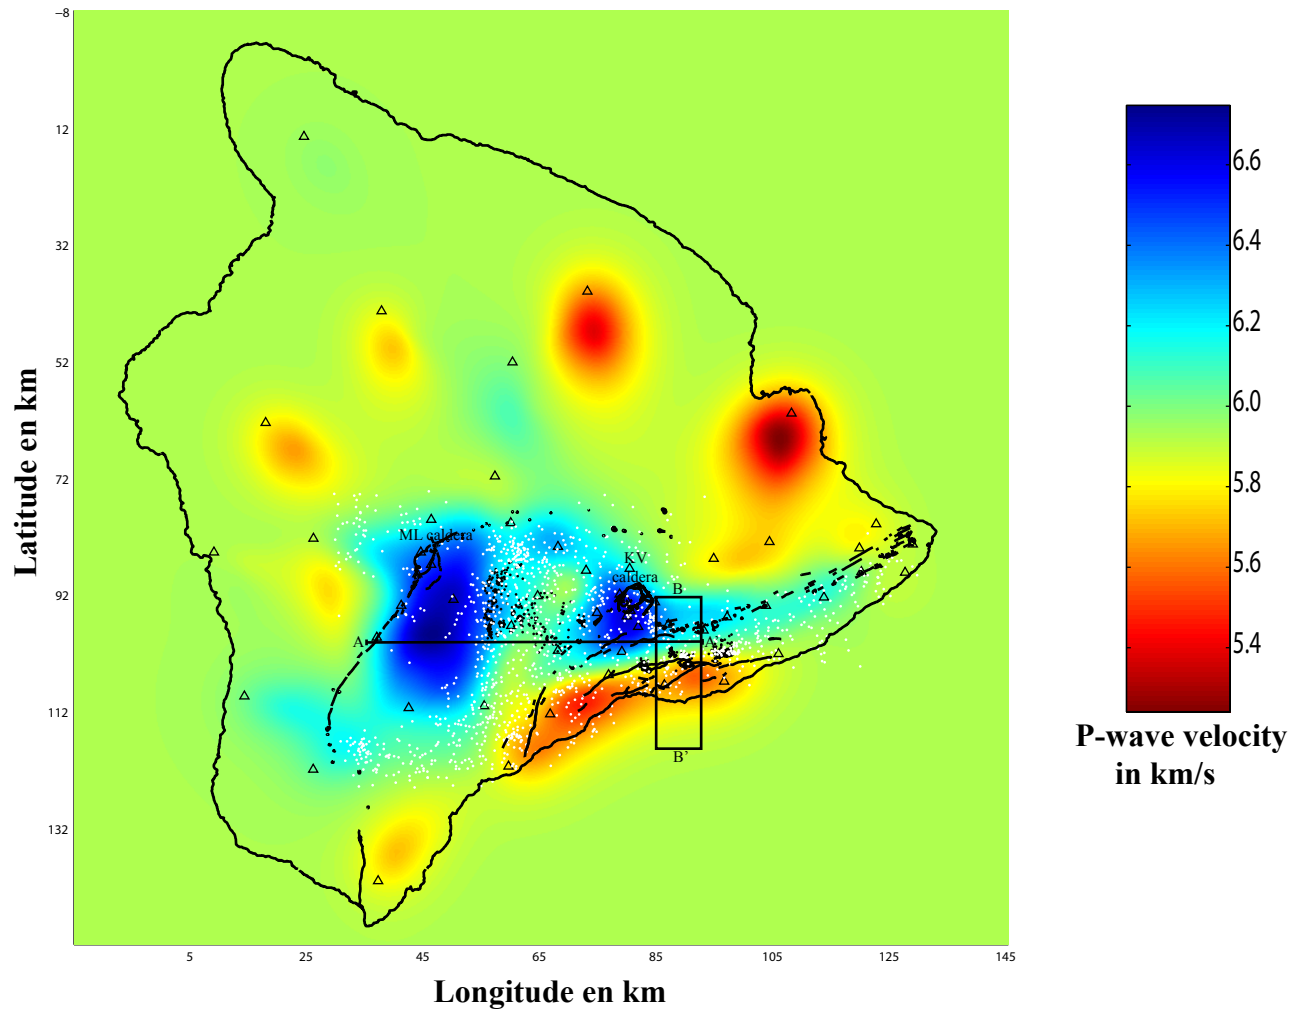 −8
12
32
52
72
92
112
132
Latitude en km
5
25
45
65
85
105
125
145
Longitude en km
ML caldera
KV
caldera
A
A'
B
B'
6.6
6.4
6.2
6.0
5.8
5.6
5.4
P-wave velocity
in km/s